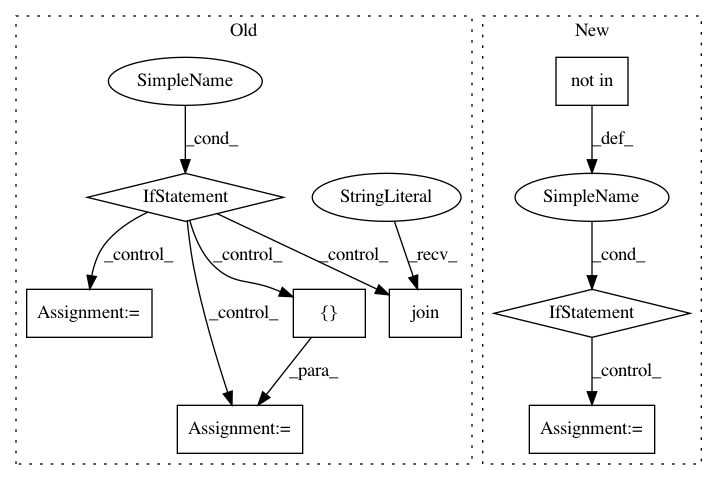 Old
New
SimpleName
not in
_cond_
_def_
IfStatement
StringLiteral
SimpleName
_control_
_control_
_control_
_recv_
_cond_
Assignment:=
_control_
{}
join
IfStatement
_para_
_control_
Assignment:=
Assignment:=